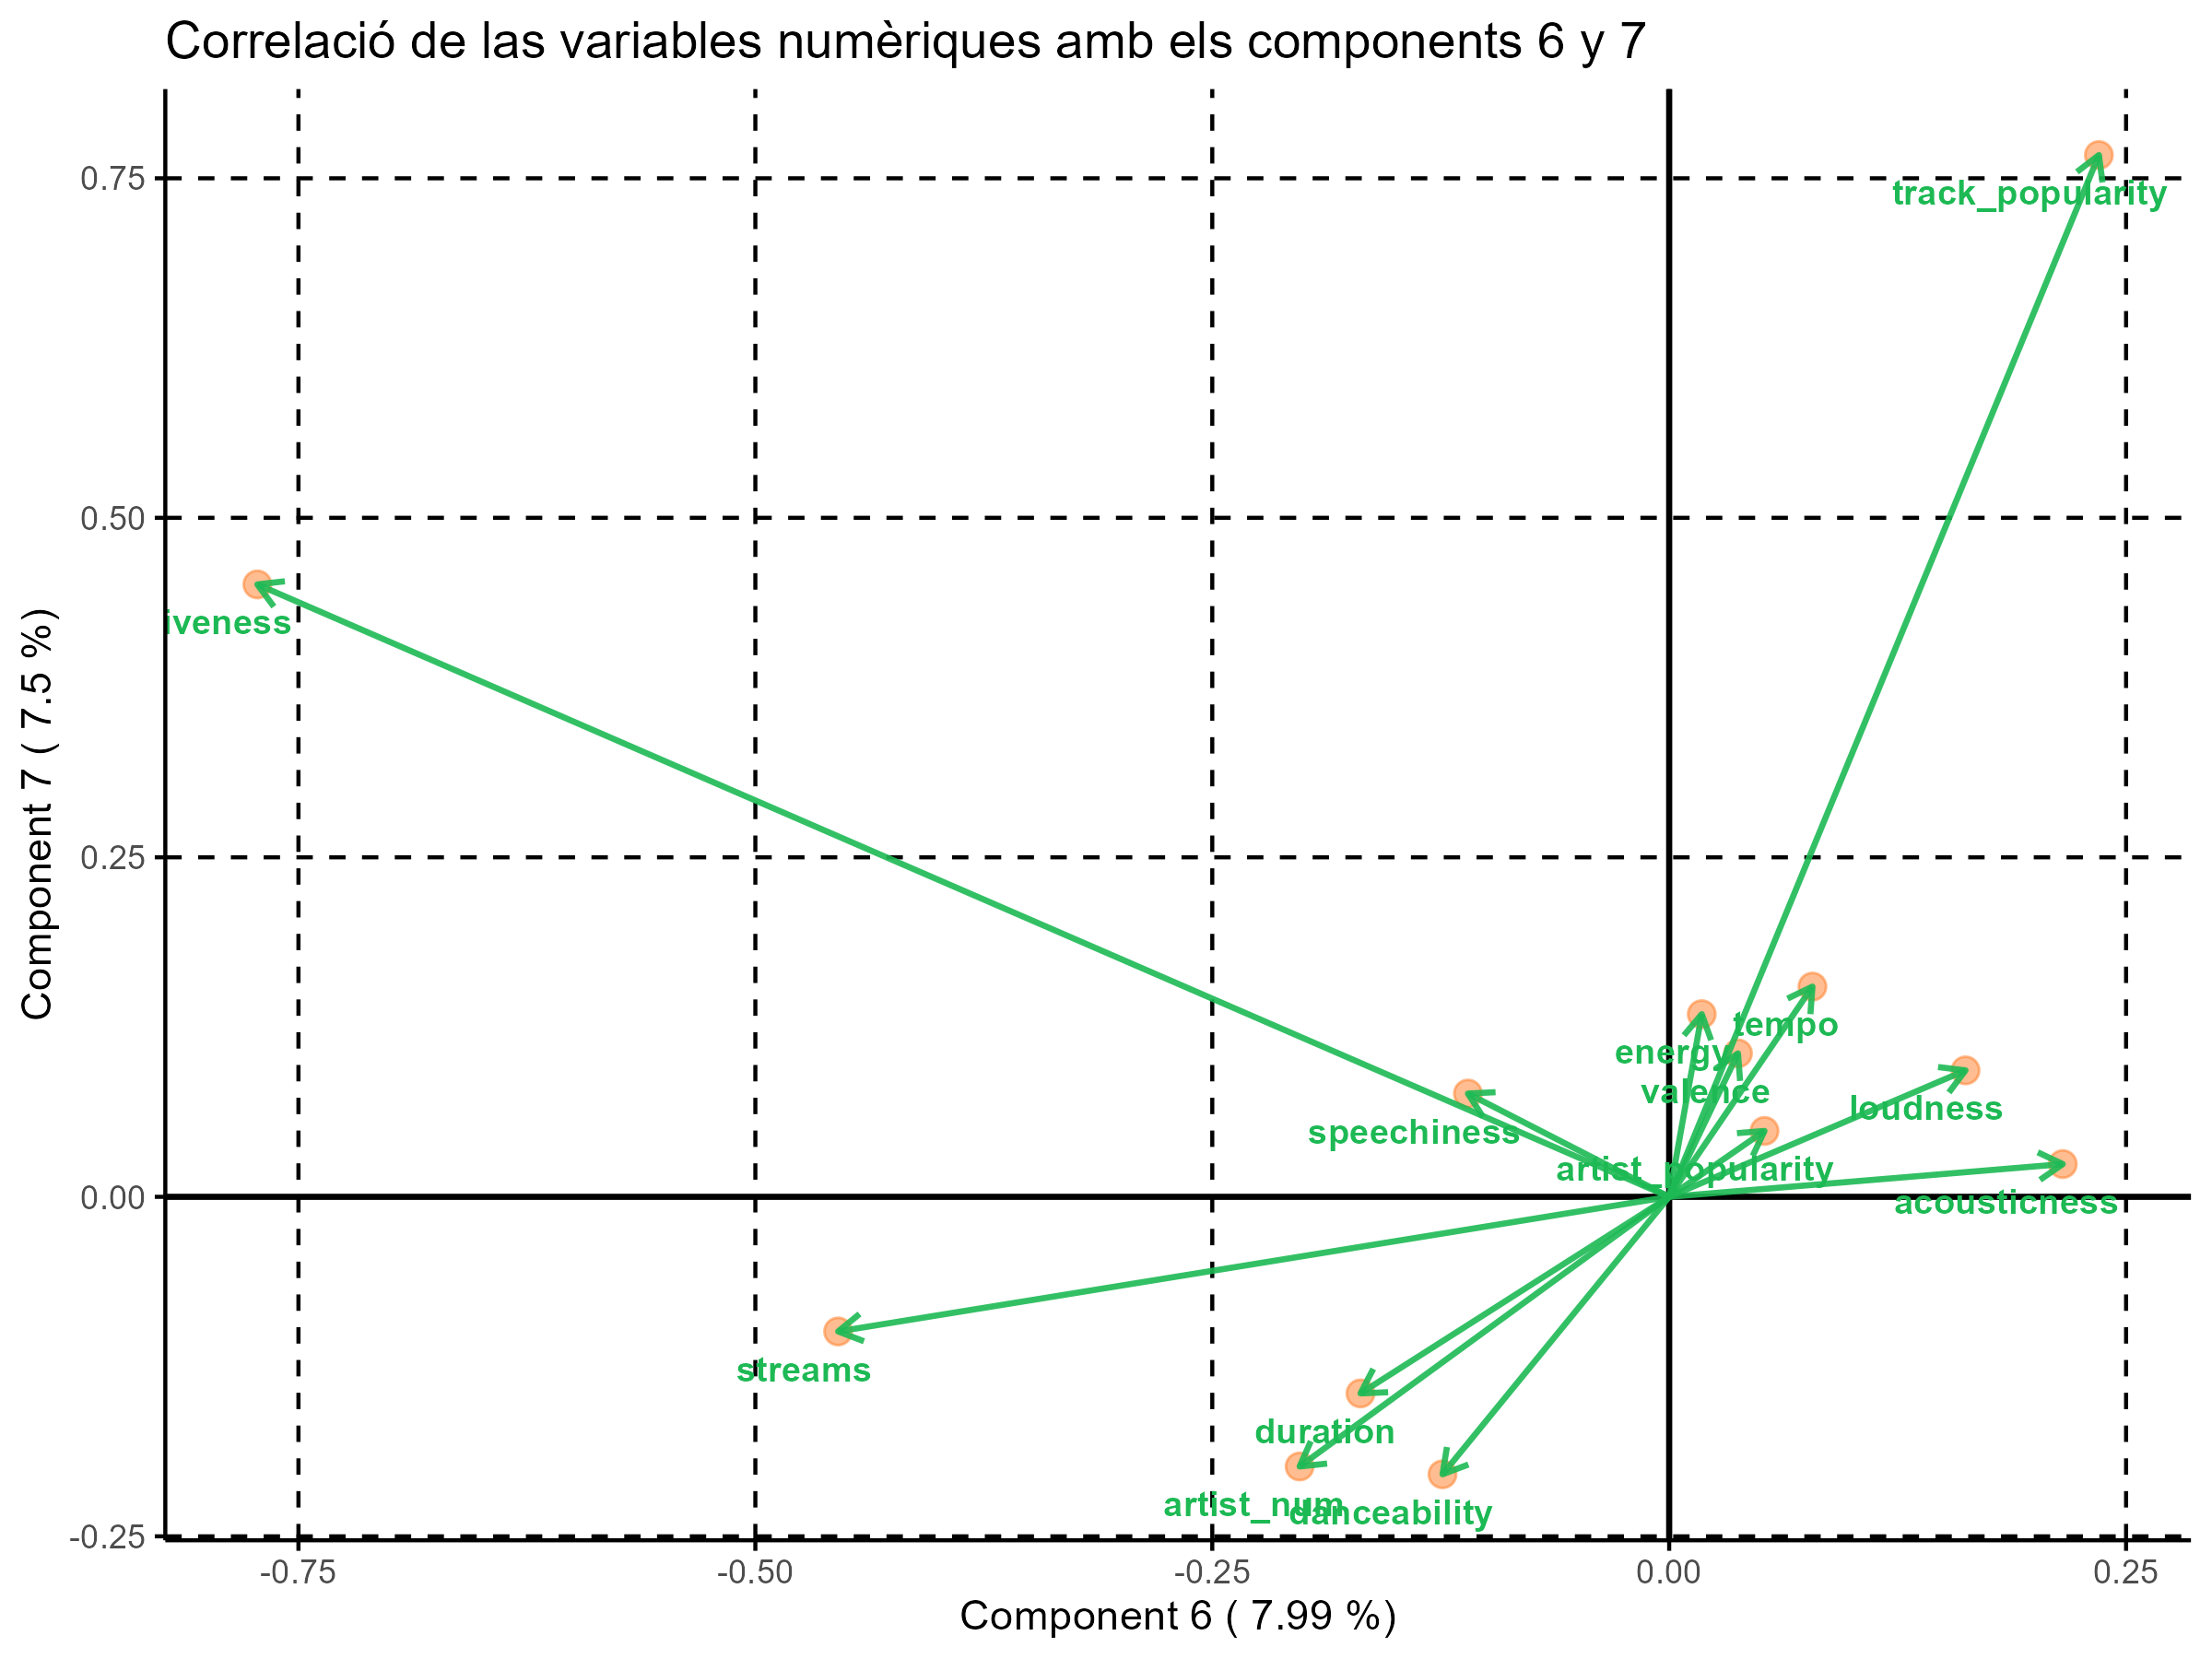 Correlació de las variables numèriques amb els components 6 y 7
0.75
track_popularity
0.50
iveness
Component 7 ( 7.5 %)
0.25
tempo
energy
valence
loudness
speechiness
artist_popularity
0.00
acousticness
streams
duration
artist_num
danceability
-0.25
-0.75 -0.50 -0.25 0.00 0.25
Component 6 ( 7.99 %)